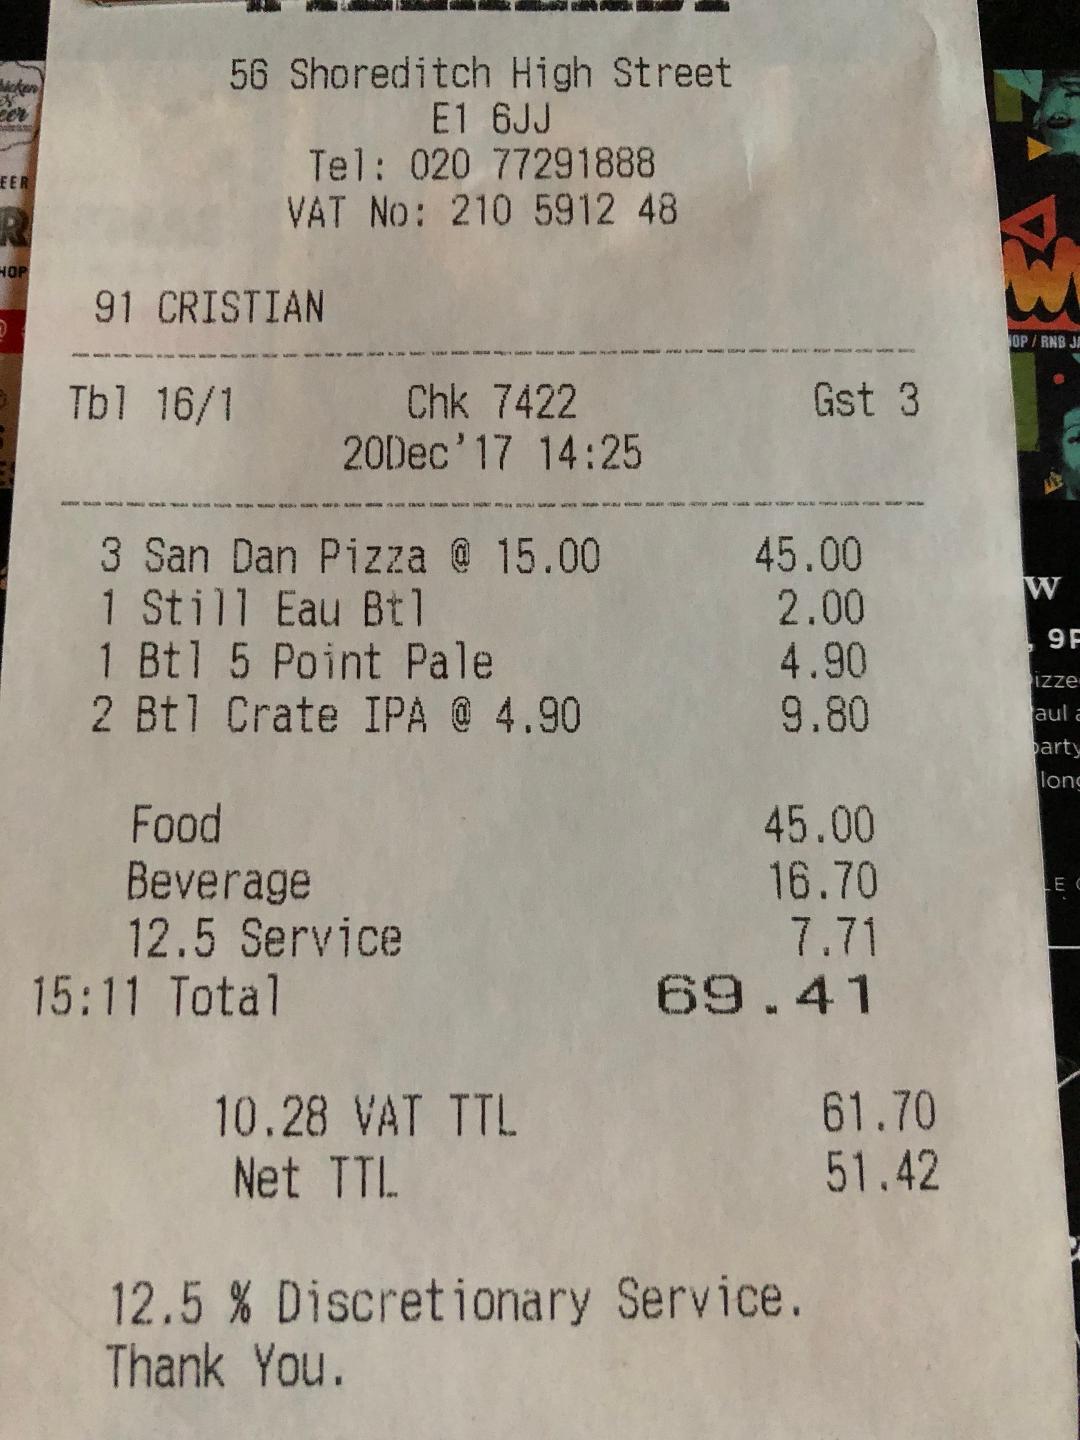 56 Shoreditch High Street
E1 6JJ
Tel: 020 77291888
VAT No: 210 5912 48
91 CRISTIAN
Tbl 16/1 Chk 7422 Gst 3
20Dec'17 14:25
3 San Dan Pizza @ 15.00 45.00
1 Still Eau Btl 2.00
1 Btl 5 Point Pale 4.90
2 Btl Crate IPA @ 4.90 9.80
Food 45.00
Beverage 16.70
12.5 Service 7.71
15:11 Total 69.41
10.28 VAT TTL 61.70
Net TTL 51.42
12.5 % Discretionary Service.
Thank You.